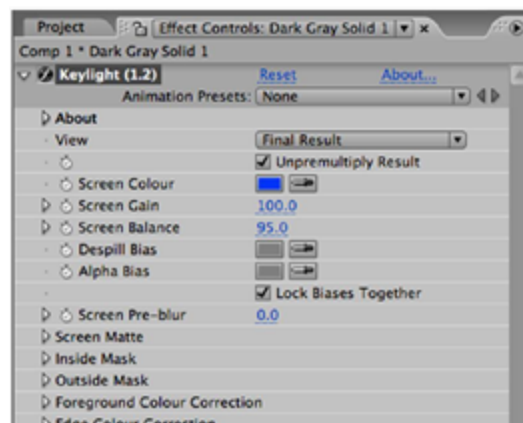 Project Effect Controls: Dark Gray Solid 1
Comp 1 * Dark Gray Solid 1
Keylight (1.2) Reset About...
Animation Presets: None
About
View Final Result
Unpremultiply Result
Screen Colour
Screen Gain 100.0
Screen Balance 95.0
Despill Bias
Alpha Bias
Lock Biases Together
Screen Pre-blur 0.0
Screen Matte
Inside Mask
Outside Mask
Foreground Colour Correction
Edge Colour Correction